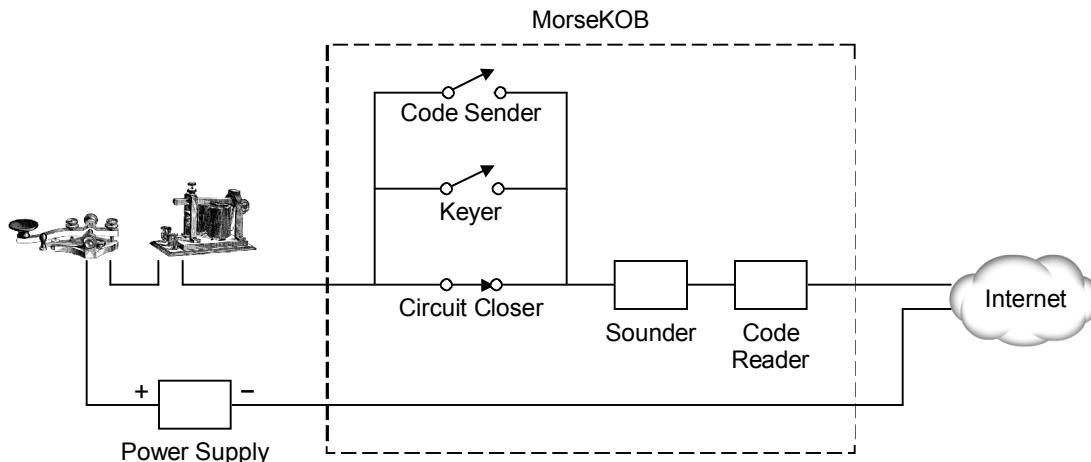 MorseKOB
Code Sender
Keyer
Circuit Closer
Sounder
Code
Reader
Internet
+
−
Power Supply